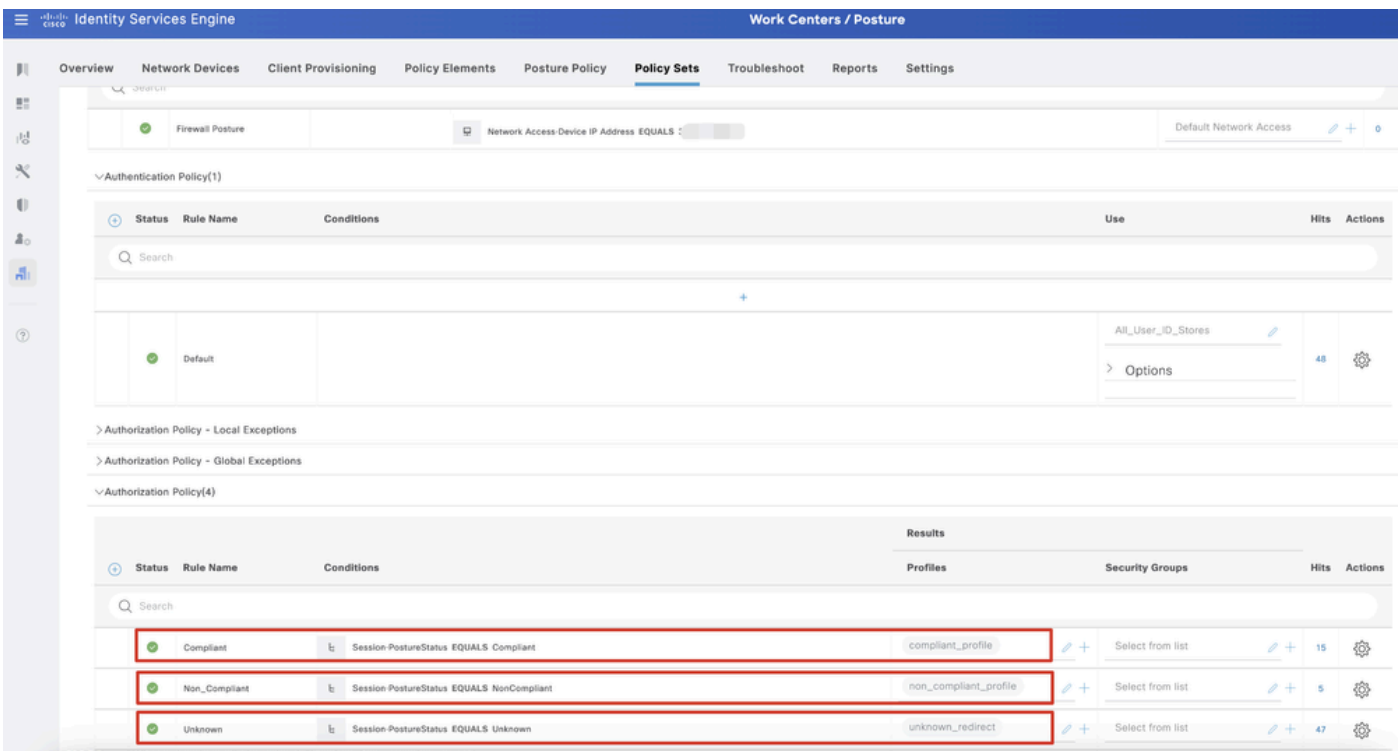 cisco Identity Services Engine Work Centers / Posture
Overview Network Devices Client Provisioning Policy Elements Posture Policy Policy Sets Troubleshoot Reports Settings
Search
Firewall Posture Network Access·Device IP Address EQUALS Default Network Access 0
Authentication Policy(1)
Status Rule Name Conditions Use Hits Actions
Search
All_User_ID_Stores
Default 48
Options
Authorization Policy - Local Exceptions
Authorization Policy - Global Exceptions
Authorization Policy(4)
Results
Status Rule Name Conditions Profiles Security Groups Hits Actions
Search
Compliant Session·PostureStatus EQUALS Compliant compliant_profile Select from list 15
Non_Compliant Session·PostureStatus EQUALS NonCompliant non_compliant_profile Select from list 5
Unknown Session·PostureStatus EQUALS Unknown unknown_redirect Select from list 47